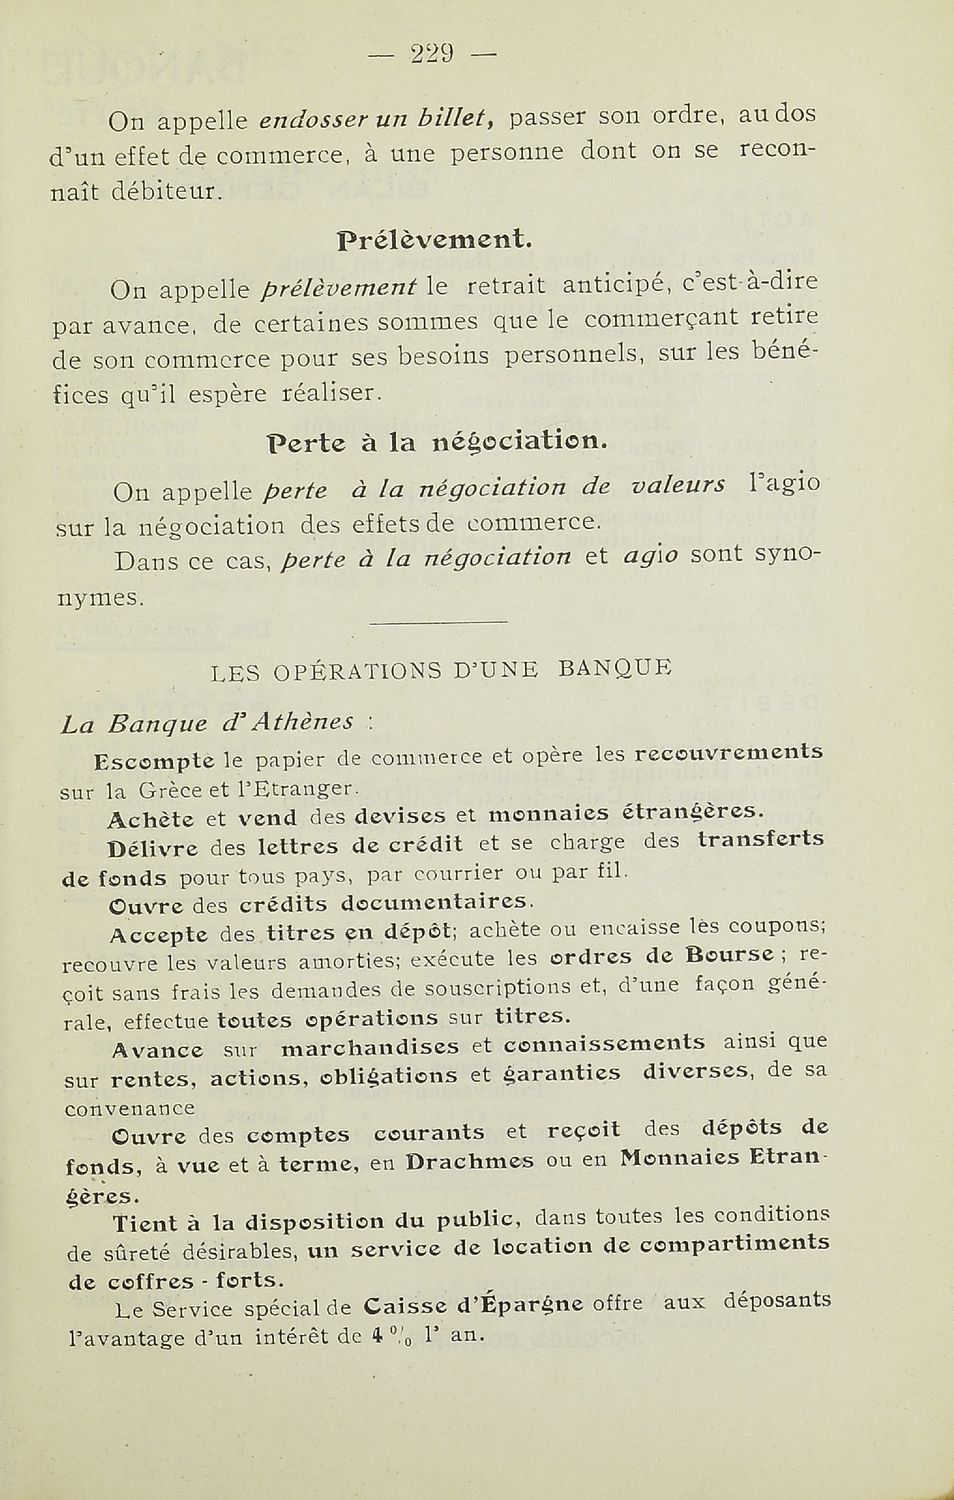 — 229 —
On appelle endosser un billet, passer son ordre, au dos
d'un effet de commerce, à une personne dont on se recon-
naît débiteur.
Prélèvement.
On appelle prélèvement le retrait anticipé, c'est-à-dire
par avance, de certaines sommes que le commerçant retire
de son commerce pour ses besoins personnels, sur les béné-
fices qu'il espère réaliser.
Perte à la négociation.
On appelle perte à la négociation de valeurs l'agio
sur la négociation des effets de commerce.
Dans ce cas, perte à la négociation et agio sont syno-
nymes.
LES OPÉRATIONS D'UNE BANQUE
La Banque d'Athènes :
Escompte le papier de commerce et opère les recouvrements
sur la Grèce et l'Etranger.
Achète et vend des devises et monnaies étrangères.
Délivre des lettres de crédit et se charge des transferts
de fonds pour tous pays, par courrier ou par fil.
Ouvre des crédits documentaires.
Accepte des titres en dépôt; achète ou encaisse lès coupons;
recouvre les valeurs amorties; exécute les ordres de Bourse ; re-
çoit sans frais les demandes de souscriptions et, d'une façon géné-
rale, effectue toutes opérations sur titres.
Avance sur marchandises et connaissements ainsi que
sur rentes, actions, obligations et garanties diverses, de sa
convenance
Ouvre des comptes courants et reçoit des dépôts de
fonds, à vue et à terme, en Drachmes ou en Monnaies Etran-
gères.
Tient à la disposition du public, dans toutes les conditions
de sûreté désirables, un service de location de compartiments
de coffres - forts.
Le Service spécial de Caisse d'Épargne offre aux déposants
l'avantage d'un intérêt de 4 % l' an.